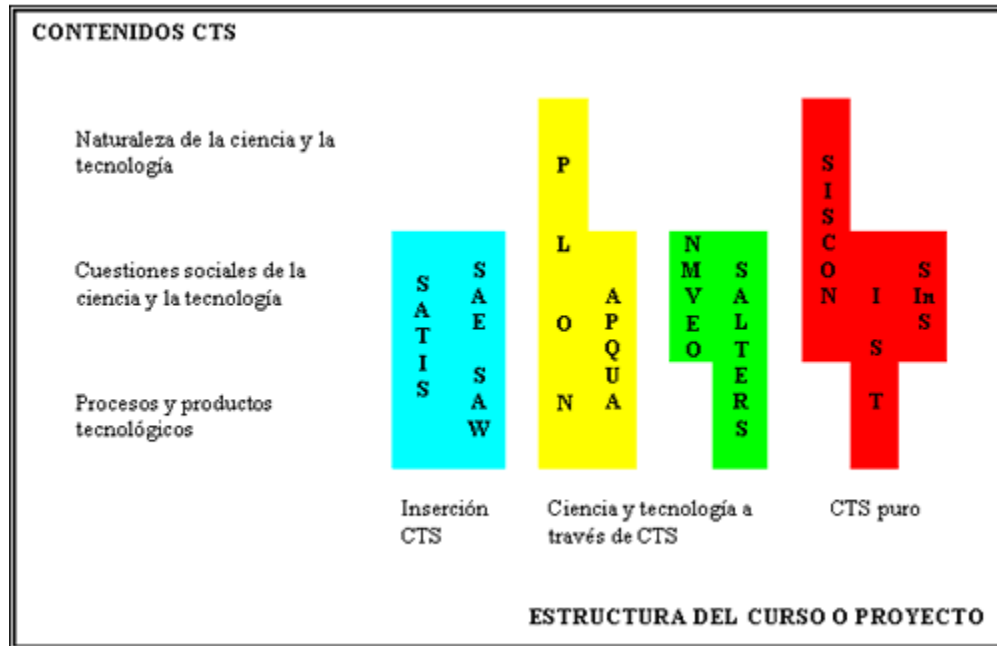 CONTENIDOS CTS
Naturaleza de la ciencia y la
tecnología
Cuestiones sociales de la
ciencia y la tecnología
Procesos y productos
tecnológicos
SATIS
SAE SAW
PLON
APQUA
NMVEO
SALTERS
SISCON
IST
SInS
Inserción
CTS
Ciencia y tecnología a
través de CTS
CTS puro
ESTRUCTURA DEL CURSO O PROYECTO